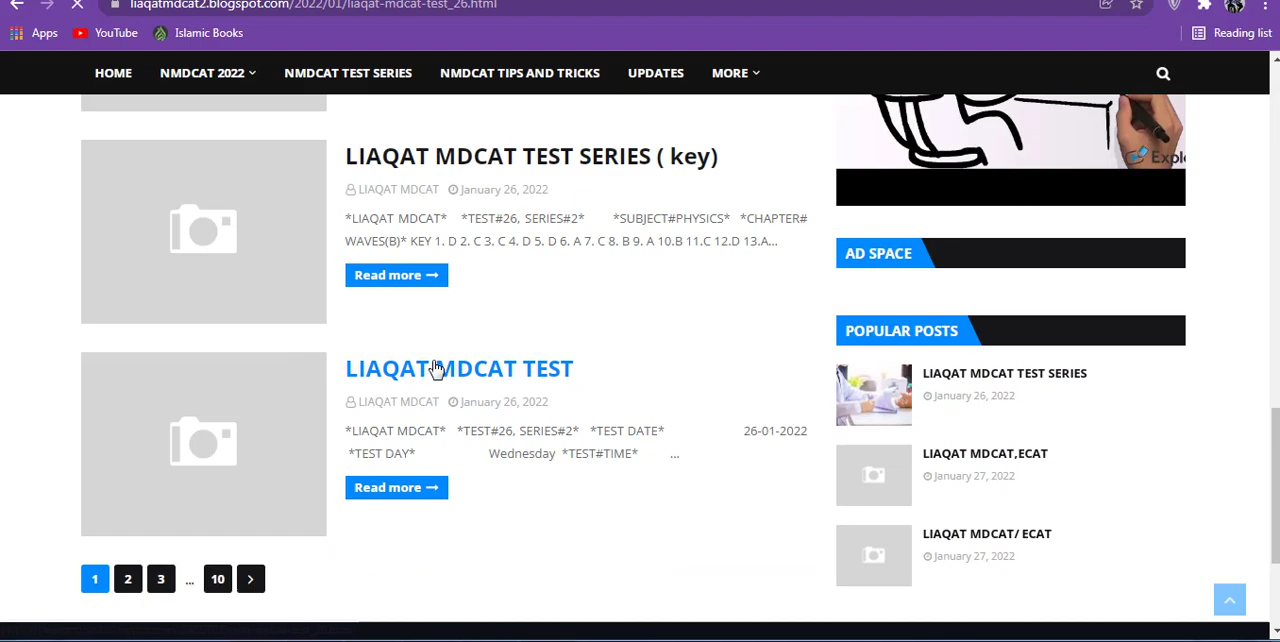 liaqatmdcat2.blogspot.com/2022/01/liaqat-mdcat-test_26.html
Apps YouTube Islamic Books Reading list
HOME NMDCAT 2022 NMDCAT TEST SERIES NMDCAT TIPS AND TRICKS UPDATES MORE
LIAQAT MDCAT TEST SERIES ( key)
LIAQAT MDCAT January 26, 2022
*LIAQAT MDCAT* *TEST#26, SERIES#2* *SUBJECT#PHYSICS* *CHAPTER#
WAVES(B)* KEY 1. D 2. C 3. C 4. D 5. D 6. A 7. C 8. B 9. A 10.B 11.C 12.D 13.A...
Read more →
LIAQAT MDCAT TEST
LIAQAT MDCAT January 26, 2022
*LIAQAT MDCAT* *TEST#26, SERIES#2* *TEST DATE* 26-01-2022
*TEST DAY* Wednesday *TEST#TIME* ...
Read more →
1 2 3 ... 10
Explo
AD SPACE
POPULAR POSTS
LIAQAT MDCAT TEST SERIES
January 26, 2022
LIAQAT MDCAT,ECAT
January 27, 2022
LIAQAT MDCAT/ ECAT
January 27, 2022